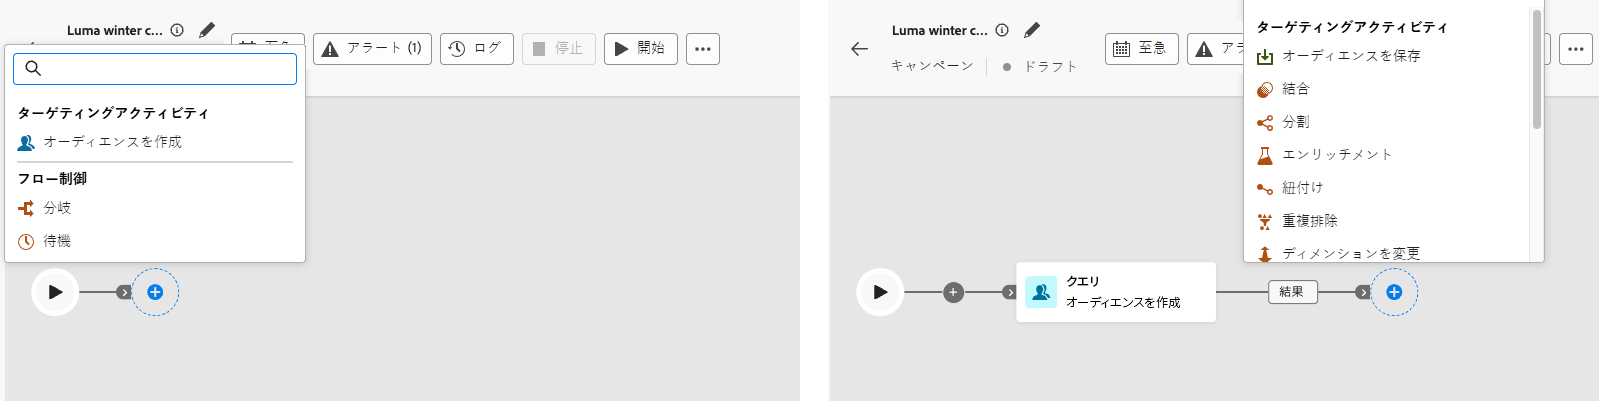 Luma winter c...
アラート (1)
ログ
停止
開始
ターゲティングアクティビティ
オーディエンスを作成
フロー制御
分岐
待機
Luma winter c...
キャンペーン
ドラフト
至急
ターゲティングアクティビティ
オーディエンスを保存
結合
分割
エンリッチメント
紐付け
重複排除
ディメンションを変更
クエリ
オーディエンスを作成
結果